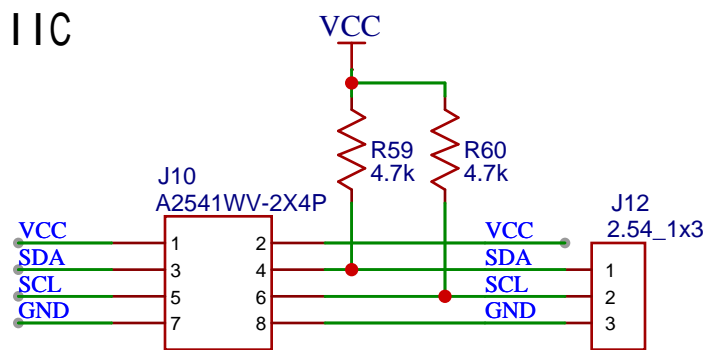 IIC
VCC
R59
4.7k
R60
4.7k
J10
A2541WV-2X4P
J12
2.54_1x3
VCC 1 2 VCC
SDA 3 4 SDA 1
SCL 5 6 SCL 2
GND 7 8 GND 3